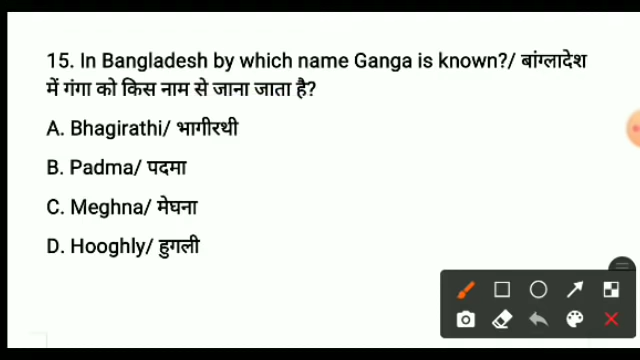 15. In Bangladesh by which name Ganga is known?/ बांग्लादेश
में गंगा को किस नाम से जाना जाता है?
A. Bhagirathi/ भागीरथी
B. Padma/ पदमा
C. Meghna/ मेघना
D. Hooghly/ हुगली